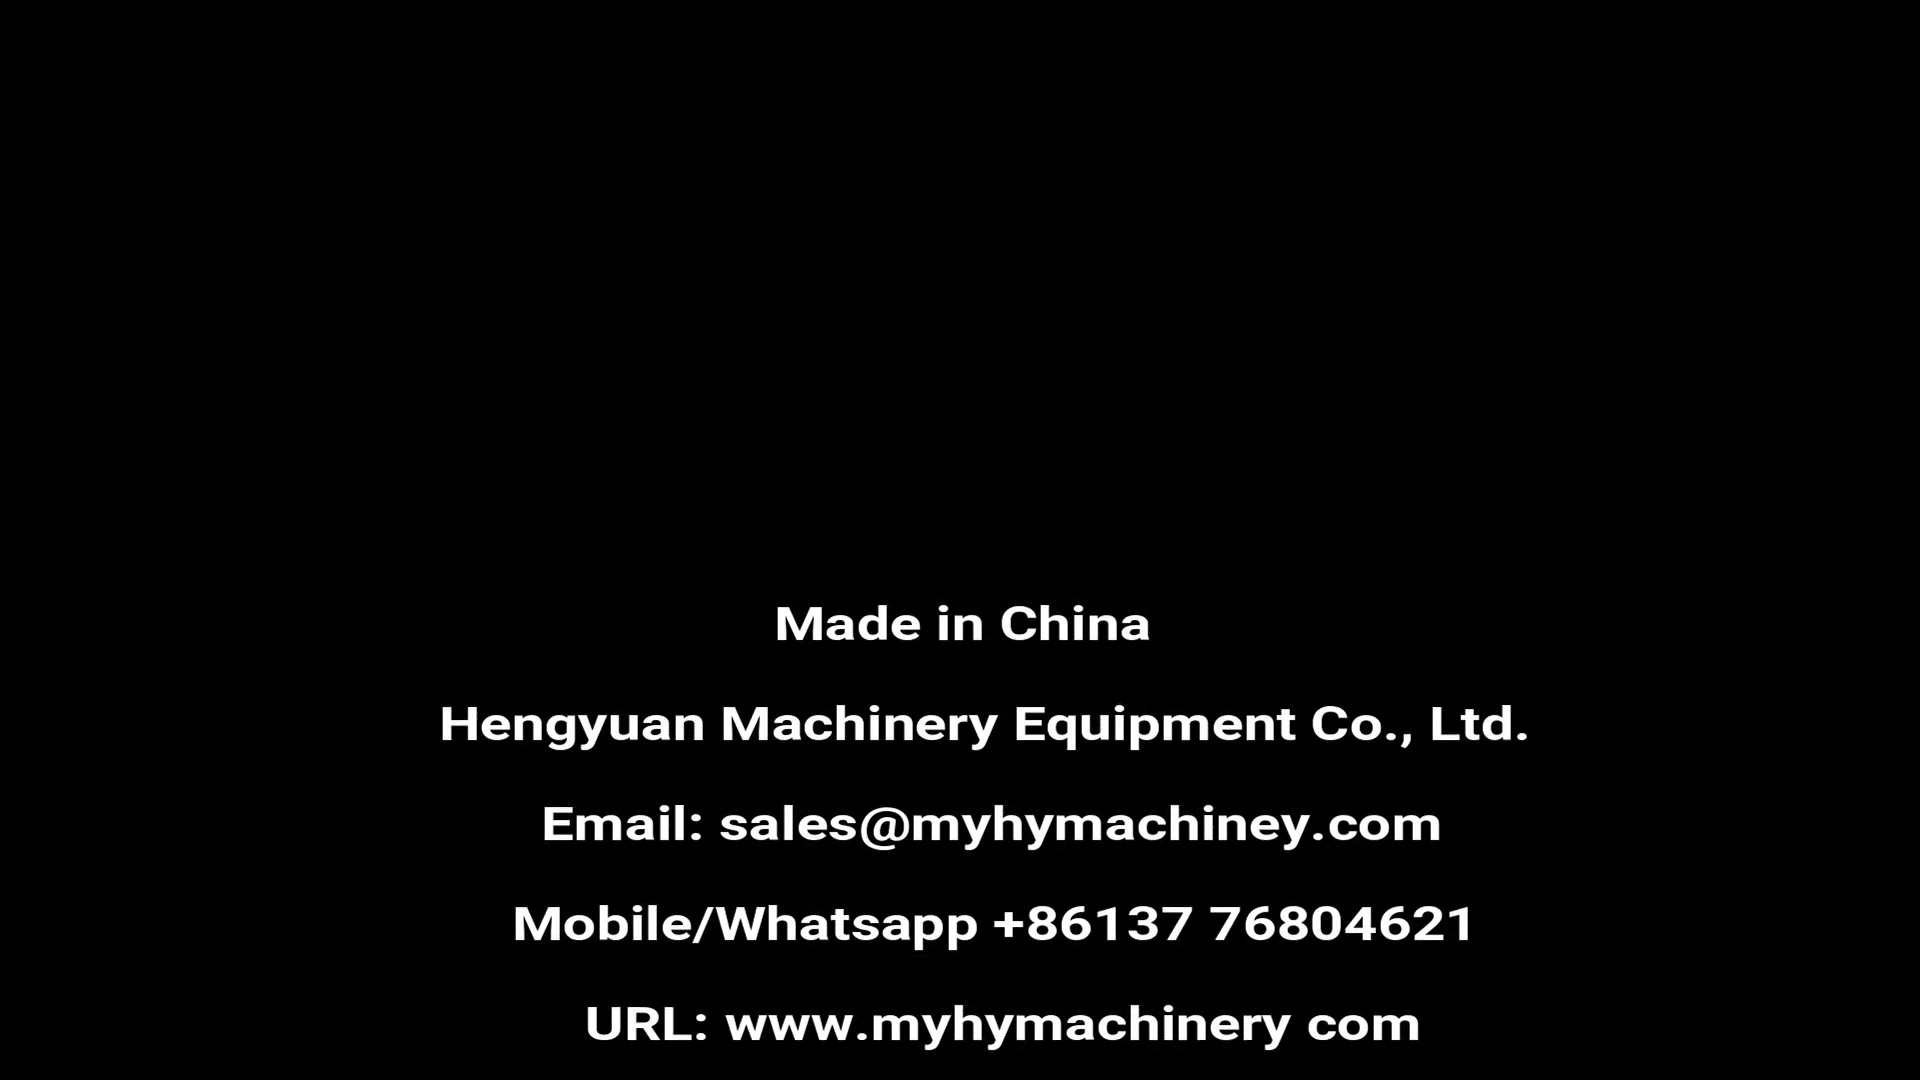 Made in China
Hengyuan Machinery Equipment Co., Ltd.
Email: sales@myhymachiney.com
Mobile/Whatsapp +86137 76804621
URL: www.myhymachinery com